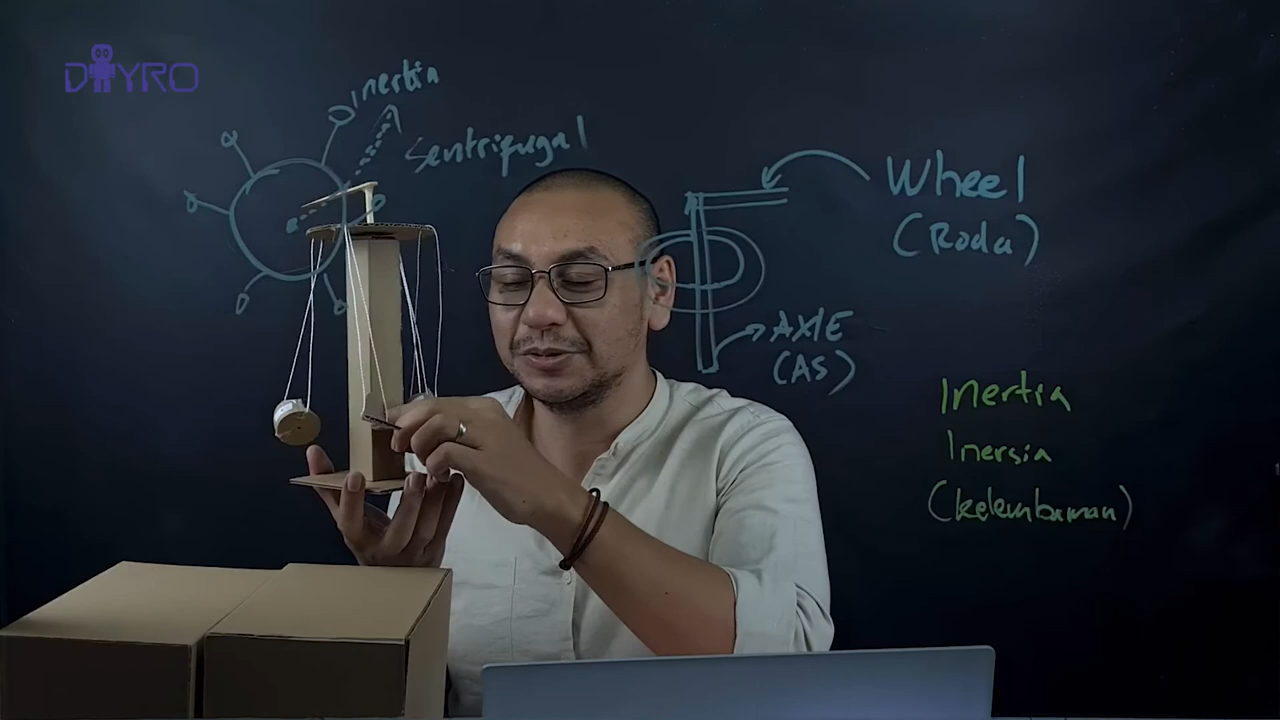 DIYRO
inertia
Sentrifugal
Wheel
(Roda)
AXLE
(AS)
Inertia
Inersia
(kelembaman)